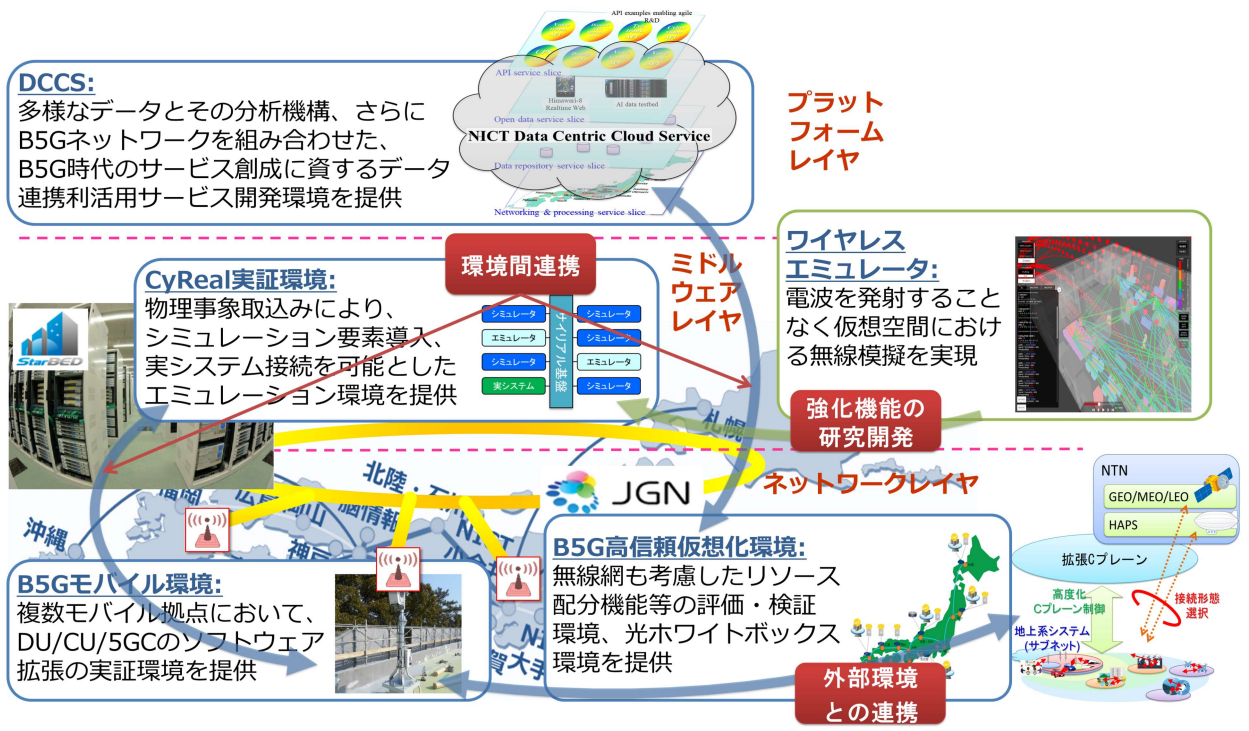 API examples enabling agile
R&D
API service slice
Himawari-8
Realtime Web
AI data testbed
Open data service slice
NICT Data Centric Cloud Service
Data repository service slice
Networking & processing service slice
DCCS:
多様なデータとその分析機構、さらに
B5Gネットワークを組み合わせた、
B5G時代のサービス創成に資するデータ
連携利活用サービス開発環境を提供
プラット
フォーム
レイヤ
CyReal実証環境:
物理事象取込みにより、
シミュレーション要素導入、
実システム接続を可能とした
エミュレーション環境を提供
環境間連携
シミュレータ
エミュレータ
シミュレータ
実システム
サイリアル基盤
シミュレータ
シミュレータ
エミュレータ
シミュレータ
ミドル
ウェア
レイヤ
ワイヤレス
エミュレータ:
電波を発射すること
なく仮想空間におけ
る無線模擬を実現
強化機能の
研究開発
StarBED
札幌
JGN
ネットワークレイヤ
沖縄
福岡
北陸・石川
脳情報
神戸
NICT
B5Gモバイル環境:
複数モバイル拠点において、
DU/CU/5GCのソフトウェア
拡張の実証環境を提供
B5G高信頼仮想化環境:
無線網も考慮したリソース
配分機能等の評価・検証
環境、光ホワイトボックス
環境を提供
外部環境
との連携
NTN
GEO/MEO/LEO
HAPS
拡張Cプレーン
高度化
Cプレーン制御
接続形態
選択
地上系システム
(サブネット)